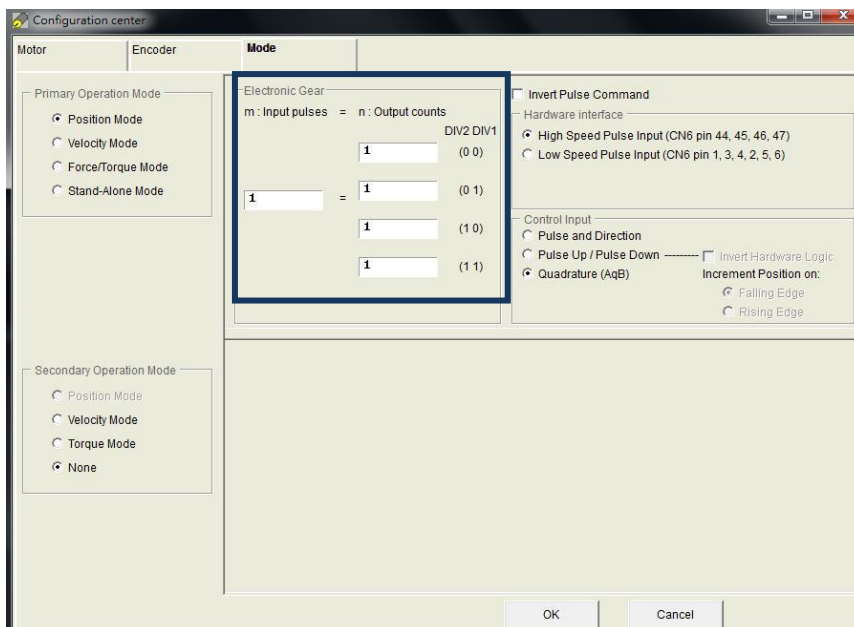 Configuration center
Motor
Encoder
Mode
Primary Operation Mode
Position Mode
Velocity Mode
Force/Torque Mode
Stand-Alone Mode
Electronic Gear
m : Input pulses = n : Output counts
DIV2 DIV1
1 (0 0)
1 = 1 (0 1)
1 (1 0)
1 (1 1)
Invert Pulse Command
Hardware interface
High Speed Pulse Input (CN6 pin 44, 45, 46, 47)
Low Speed Pulse Input (CN6 pin 1, 3, 4, 2, 5, 6)
Control Input
Pulse and Direction
Pulse Up / Pulse Down --------- Invert Hardware Logic
Quadrature (AqB) Increment Position on:
Falling Edge
Rising Edge
Secondary Operation Mode
Position Mode
Velocity Mode
Torque Mode
None
OK
Cancel